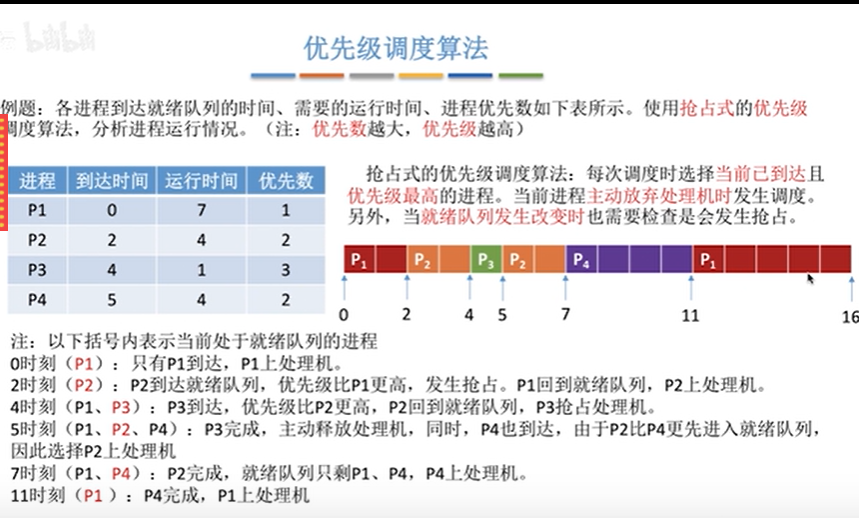 bilibili
优先级调度算法
例题：各进程到达就绪队列的时间、需要的运行时间、进程优先数如下表所示。使用抢占式的优先级
调度算法，分析进程运行情况。（注：优先数越大，优先级越高）
进程 到达时间 运行时间 优先数
P1 0 7 1
P2 2 4 2
P3 4 1 3
P4 5 4 2
抢占式的优先级调度算法：每次调度时选择当前已到达且
优先级最高的进程。当前进程主动放弃处理机时发生调度。
另外，当就绪队列发生改变时也需要检查是会发生抢占。
P1 P2 P3 P2 P4 P1
0 2 4 5 7 11 16
注：以下括号内表示当前处于就绪队列的进程
0时刻（P1）：只有P1到达，P1上处理机。
2时刻（P2）：P2到达就绪队列，优先级比P1更高，发生抢占。P1回到就绪队列，P2上处理机。
4时刻（P1、P3）：P3到达，优先级比P2更高，P2回到就绪队列，P3抢占处理机。
5时刻（P1、P2、P4）：P3完成，主动释放处理机，同时，P4也到达，由于P2比P4更先进入就绪队列，
因此选择P2上处理机
7时刻（P1、P4）：P2完成，就绪队列只剩P1、P4，P4上处理机。
11时刻（P1 ）：P4完成，P1上处理机